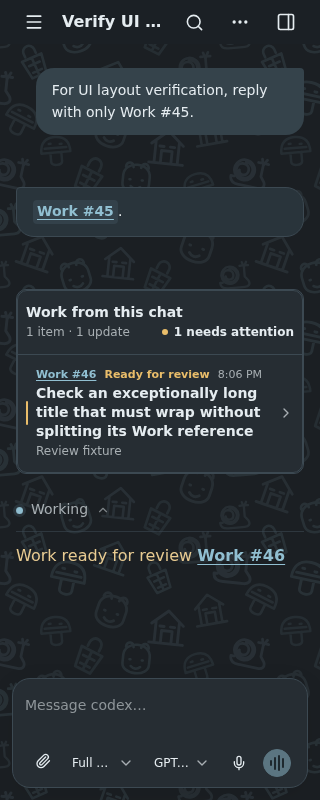 Verify UI ...
For UI layout verification, reply
with only Work #45.
Work #45.
Work from this chat
1 item · 1 update
1 needs attention
Work #46 Ready for review 8:06 PM
Check an exceptionally long
title that must wrap without
splitting its Work reference
Review fixture
Working
Work ready for review Work #46
Message codex...
Full ... GPT...